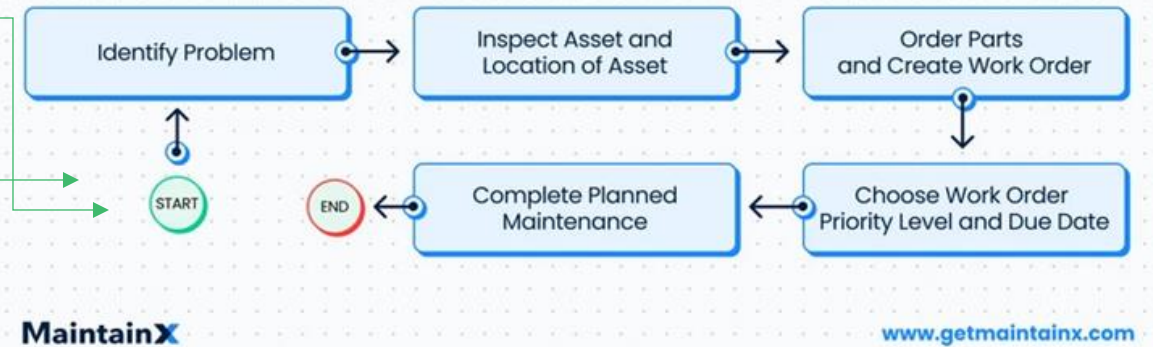 Identify Problem
Inspect Asset and
Location of Asset
Order Parts
and Create Work Order
START
END
Complete Planned
Maintenance
Choose Work Order
Priority Level and Due Date
MaintainX
www.getmaintainx.com